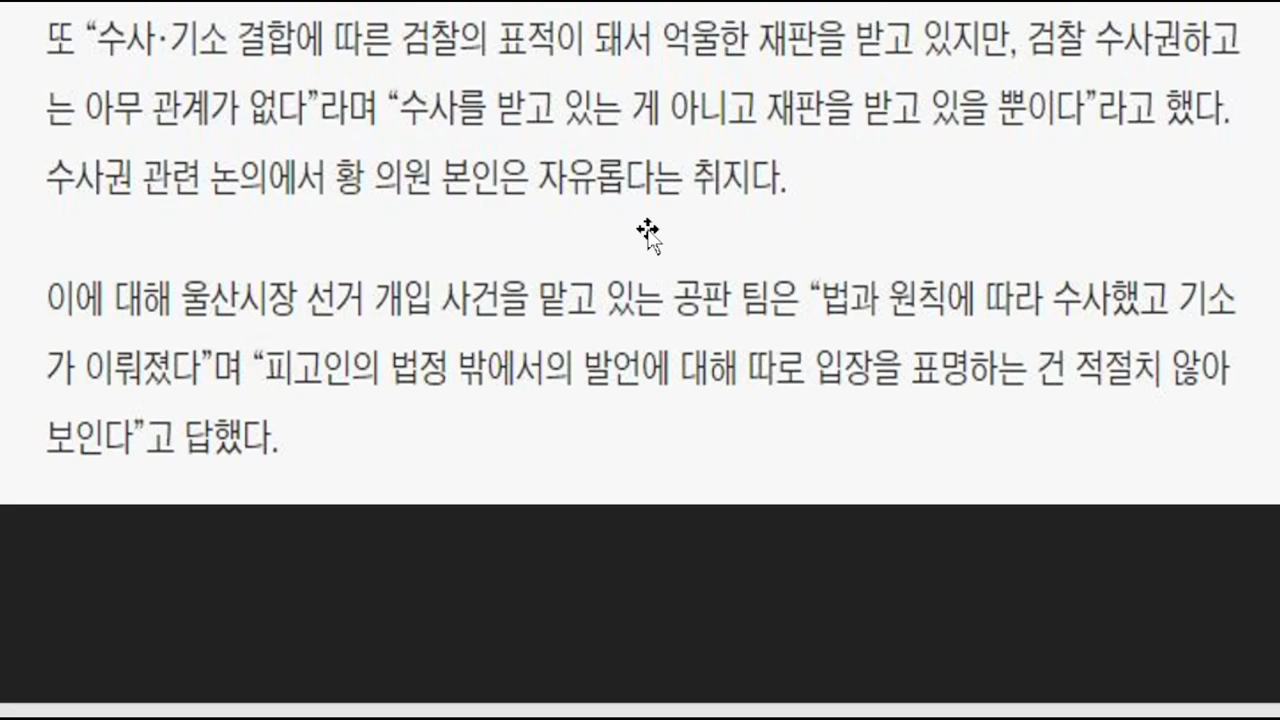 또 “수사·기소 결합에 따른 검찰의 표적이 돼서 억울한 재판을 받고 있지만, 검찰 수사권하고
는 아무 관계가 없다”라며 “수사를 받고 있는 게 아니고 재판을 받고 있을 뿐이다”라고 했다.
수사권 관련 논의에서 황 의원 본인은 자유롭다는 취지다.
이에 대해 울산시장 선거 개입 사건을 맡고 있는 공판 팀은 “법과 원칙에 따라 수사했고 기소
가 이뤄졌다”며 “피고인의 법정 밖에서의 발언에 대해 따로 입장을 표명하는 건 적절치 않아
보인다”고 답했다.